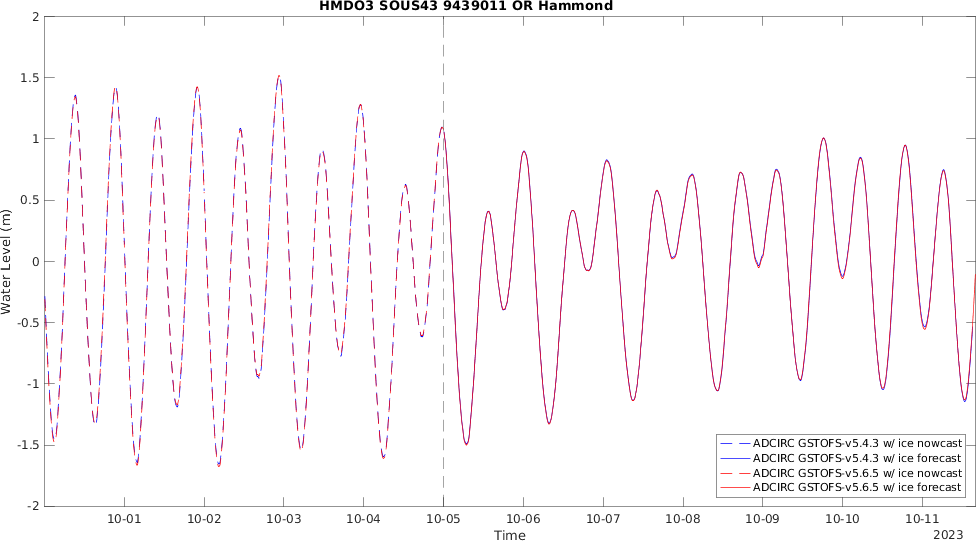 HMDO3 SOUS43 9439011 OR Hammond
2
1.5
1
0.5
0
-0.5
-1
-1.5
-2
Water Level (m)
10-01 10-02 10-03 10-04 10-05 10-06 10-07 10-08 10-09 10-10 10-11
Time
2023
ADCIRC GSTOFS-v5.4.3 w/ ice nowcast
ADCIRC GSTOFS-v5.4.3 w/ ice forecast
ADCIRC GSTOFS-v5.6.5 w/ ice nowcast
ADCIRC GSTOFS-v5.6.5 w/ ice forecast